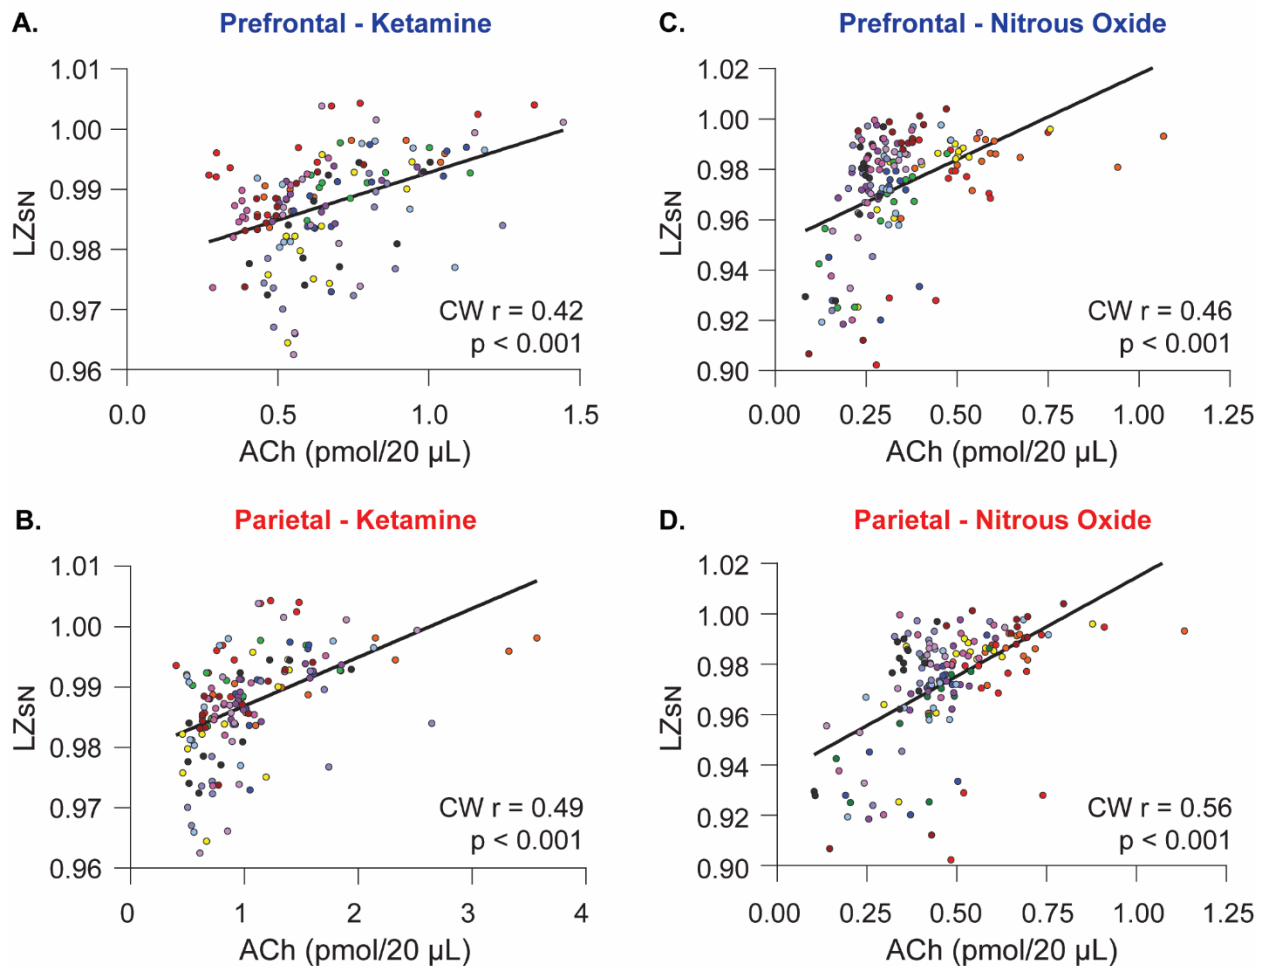 A.
Prefrontal - Ketamine
1.01
1.00
0.99
0.98
0.97
0.96
LZsN
CW r = 0.42
p < 0.001
0.0 0.5 1.0 1.5
ACh (pmol/20 µL)
C.
Prefrontal - Nitrous Oxide
1.02
1.00
0.98
0.96
0.94
0.92
0.90
LZsN
CW r = 0.46
p < 0.001
0.00 0.25 0.50 0.75 1.00 1.25
ACh (pmol/20 µL)
B.
Parietal - Ketamine
1.01
1.00
0.99
0.98
0.97
0.96
LZsN
CW r = 0.49
p < 0.001
0 1 2 3 4
ACh (pmol/20 µL)
D.
Parietal - Nitrous Oxide
1.02
1.00
0.98
0.96
0.94
0.92
0.90
LZsN
CW r = 0.56
p < 0.001
0.00 0.25 0.50 0.75 1.00 1.25
ACh (pmol/20 µL)